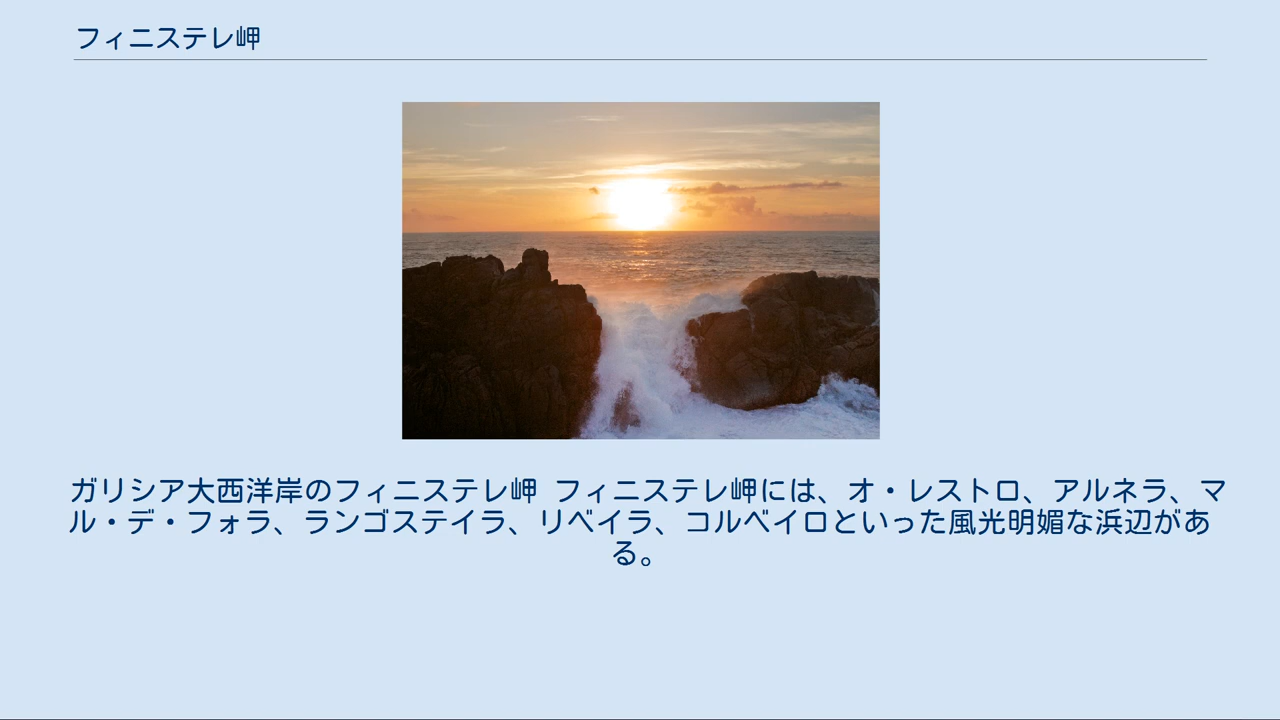 フィニステレ岬
ガリシア大西洋岸のフィニステレ岬 フィニステレ岬には、オ・レストロ、アルネラ、マ
ル・デ・フォラ、ランゴステイラ、リベイラ、コルベイロといった風光明媚な浜辺があ
る。